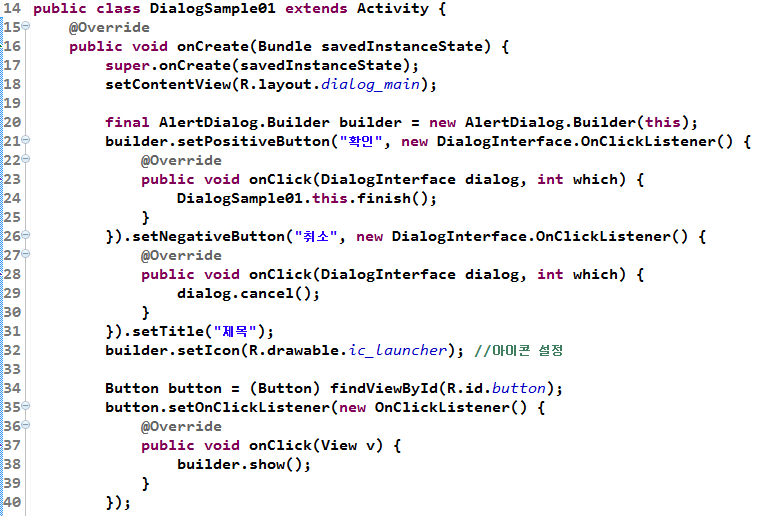 14 public class DialogSample01 extends Activity {
15 @Override
16 public void onCreate(Bundle savedInstanceState) {
17 super.onCreate(savedInstanceState);
18 setContentView(R.layout.dialog_main);
19
20 final AlertDialog.Builder builder = new AlertDialog.Builder(this);
21 builder.setPositiveButton("확인", new DialogInterface.OnClickListener() {
22 @Override
23 public void onClick(DialogInterface dialog, int which) {
24 DialogSample01.this.finish();
25 }
26 }).setNegativeButton("취소", new DialogInterface.OnClickListener() {
27 @Override
28 public void onClick(DialogInterface dialog, int which) {
29 dialog.cancel();
30 }
31 }).setTitle("제목");
32 builder.setIcon(R.drawable.ic_launcher); //아이콘 설정
33
34 Button button = (Button) findViewById(R.id.button);
35 button.setOnClickListener(new OnClickListener() {
36 @Override
37 public void onClick(View v) {
38 builder.show();
39 }
40 });